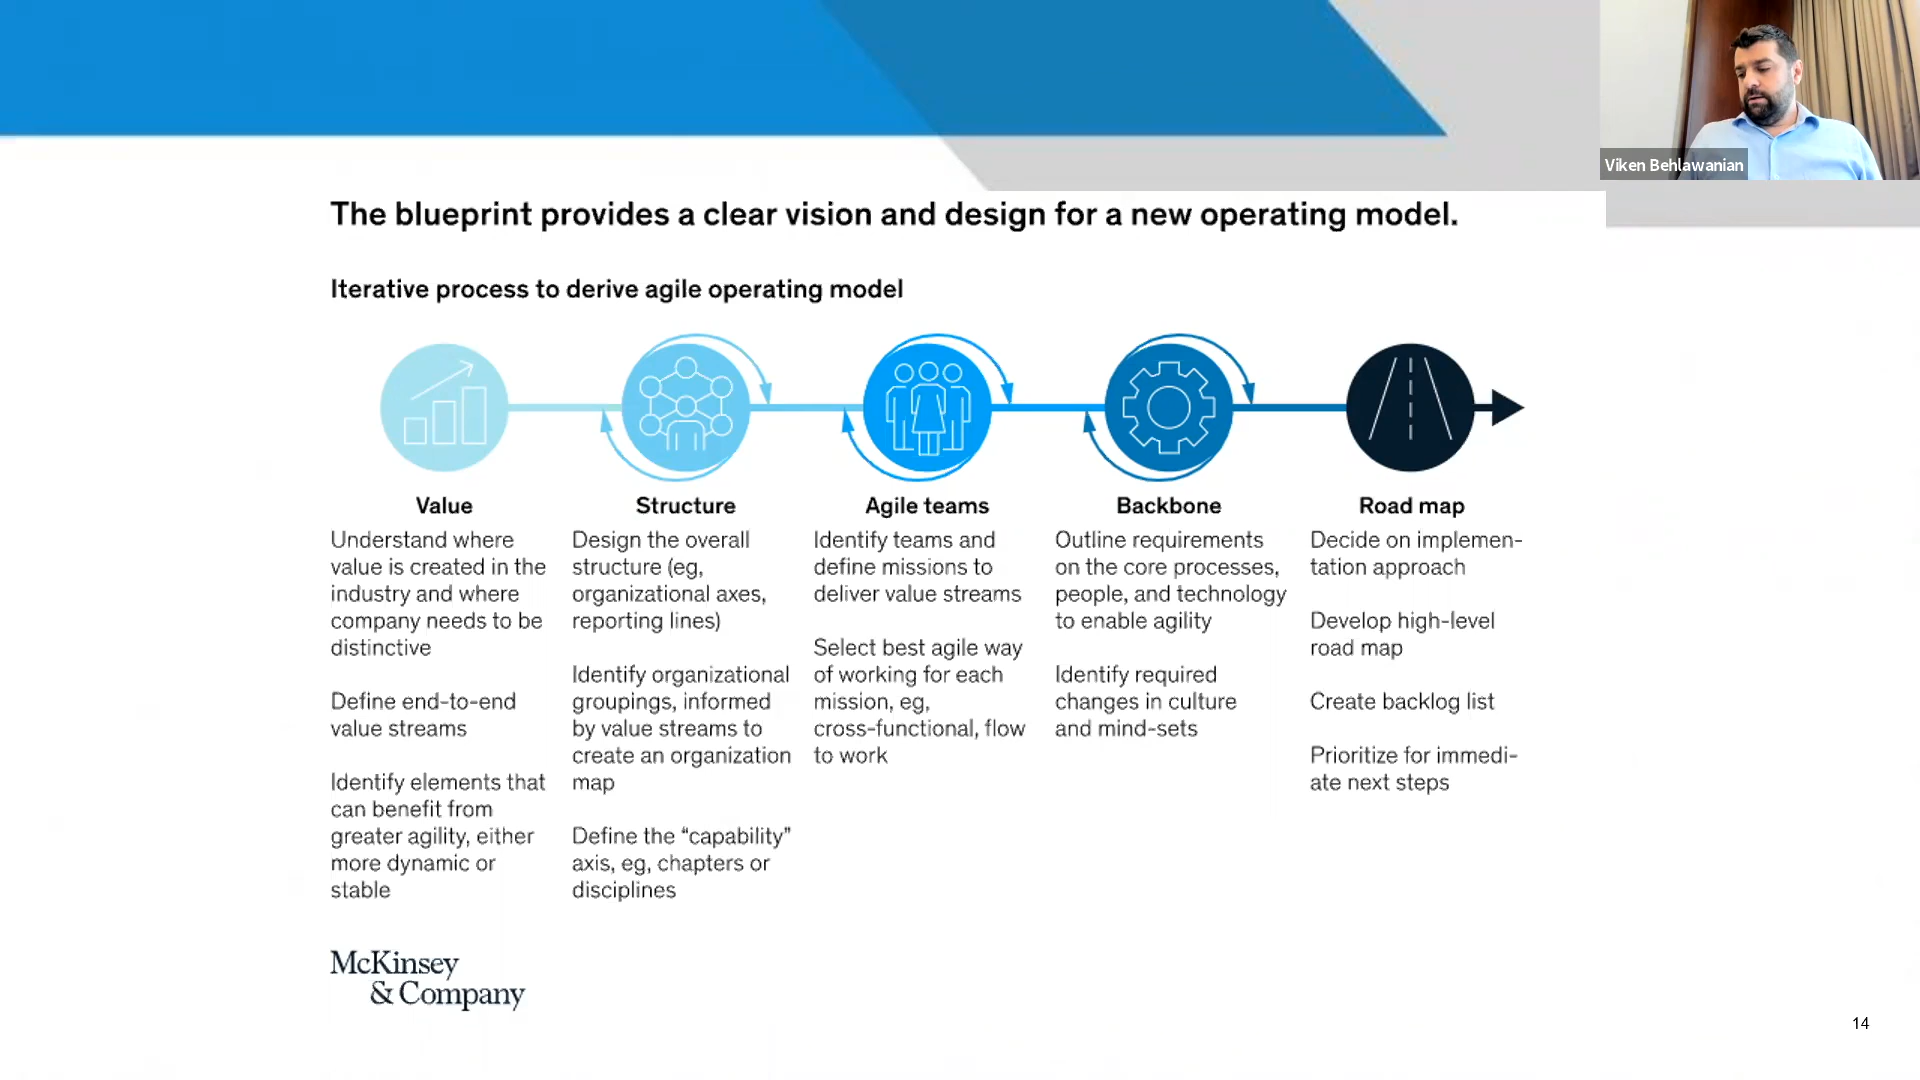 Viken Behlawanian
The blueprint provides a clear vision and design for a new operating model.
Iterative process to derive agile operating model
Value
Understand where
value is created in the
industry and where
company needs to be
distinctive
Define end-to-end
value streams
Identify elements that
can benefit from
greater agility, either
more dynamic or
stable
Structure
Design the overall
structure (eg,
organizational axes,
reporting lines)
Identify organizational
groupings, informed
by value streams to
create an organization
map
Define the “capability”
axis, eg, chapters or
disciplines
Agile teams
Identify teams and
define missions to
deliver value streams
Select best agile way
of working for each
mission, eg,
cross-functional, flow
to work
Backbone
Outline requirements
on the core processes,
people, and technology
to enable agility
Identify required
changes in culture
and mind-sets
Road map
Decide on implemen-
tation approach
Develop high-level
road map
Create backlog list
Prioritize for immedi-
ate next steps
McKinsey
& Company
14